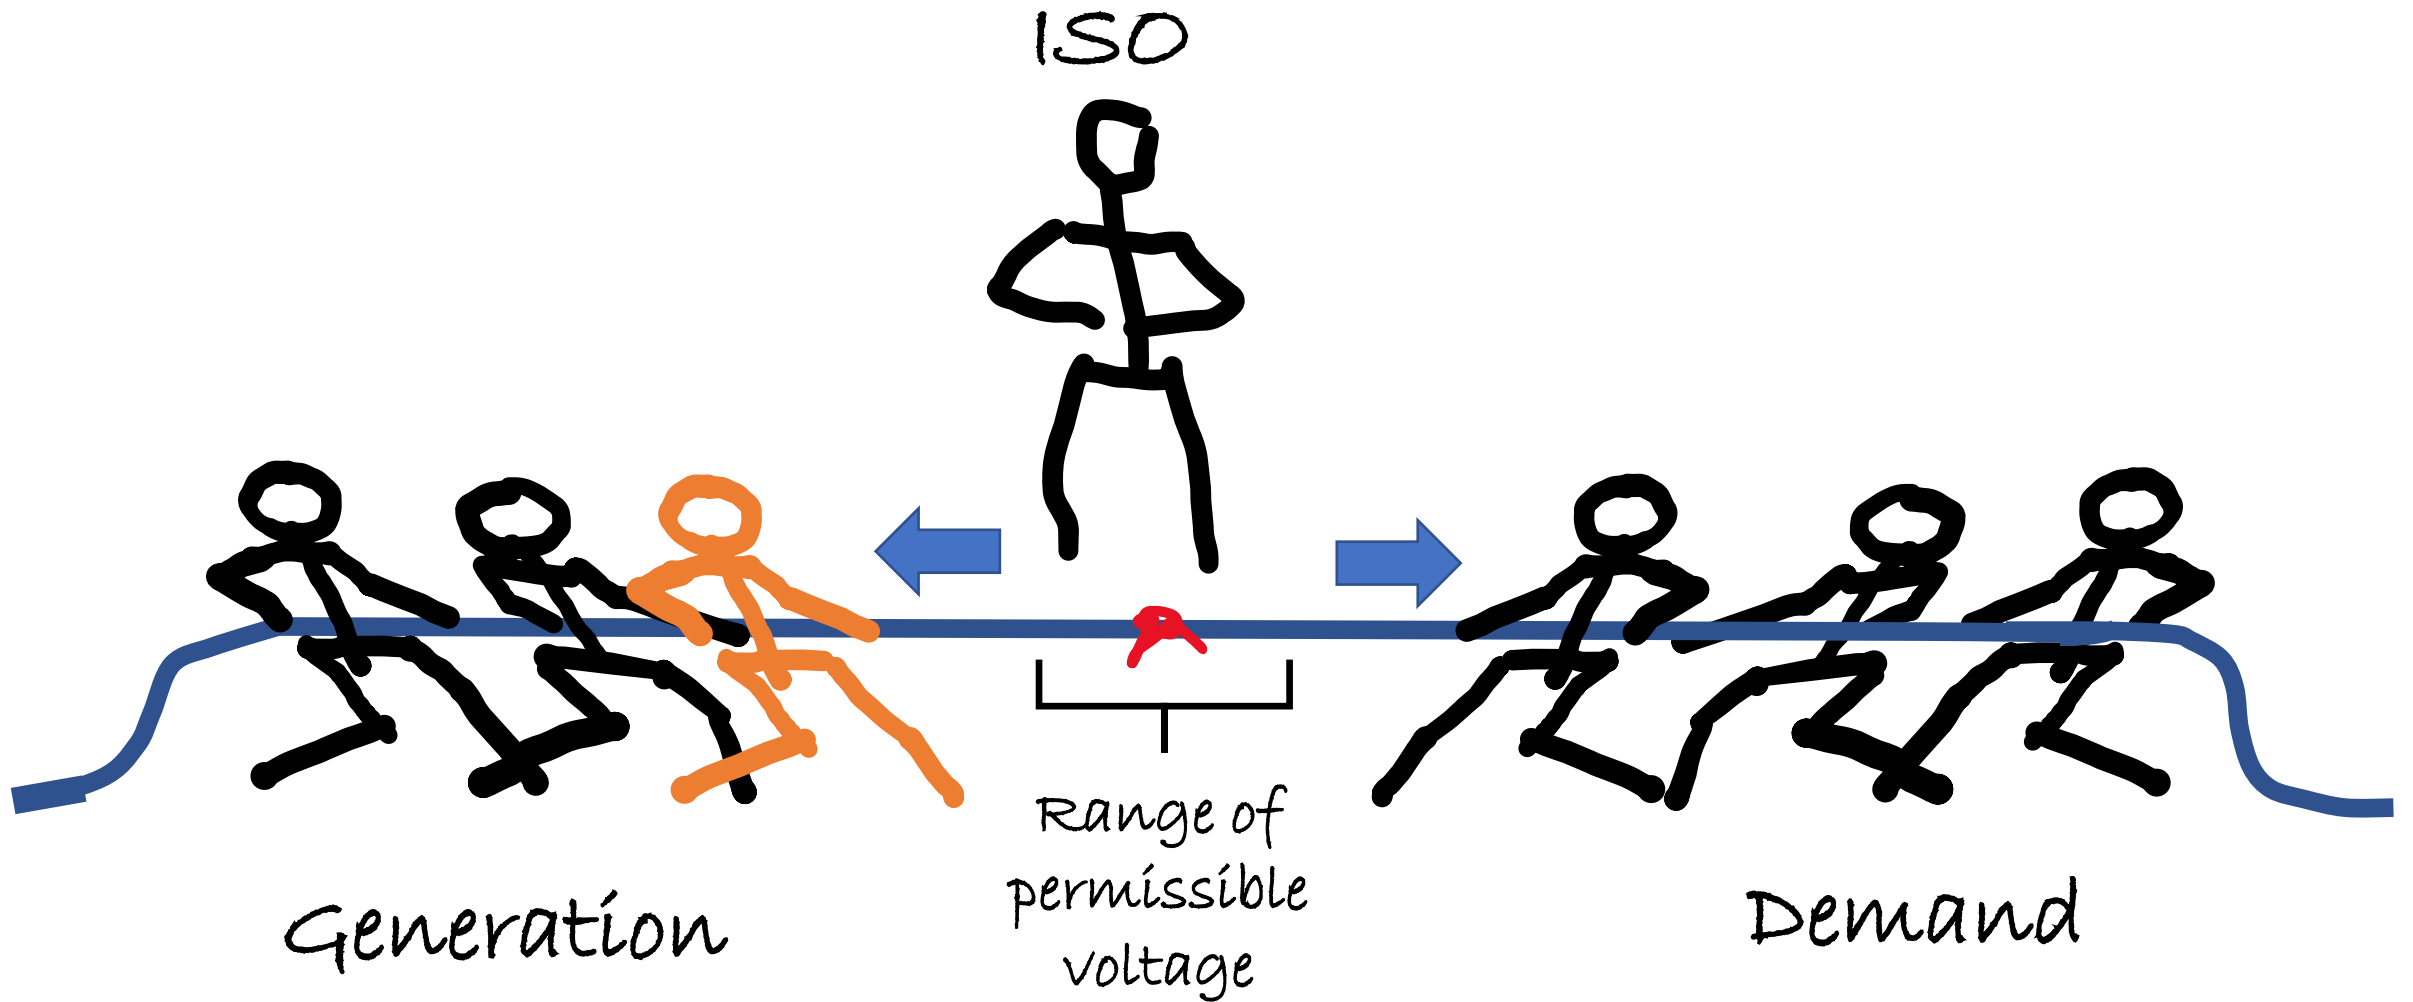 ISO
Range of
permissible
voltage
Generation
Demand